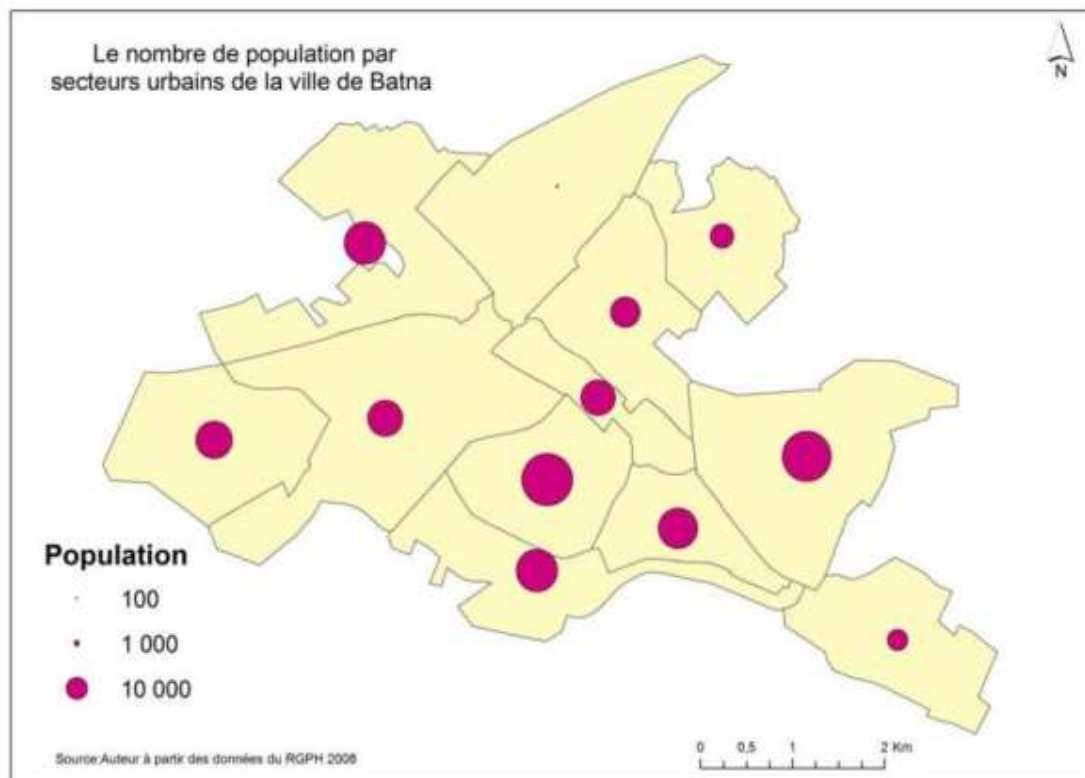 Le nombre de population par
secteurs urbains de la ville de Batna
N
Population
100
1 000
10 000
Source:Auteur à partir des données du RGPH 2008
0 0,5 1 2 Km